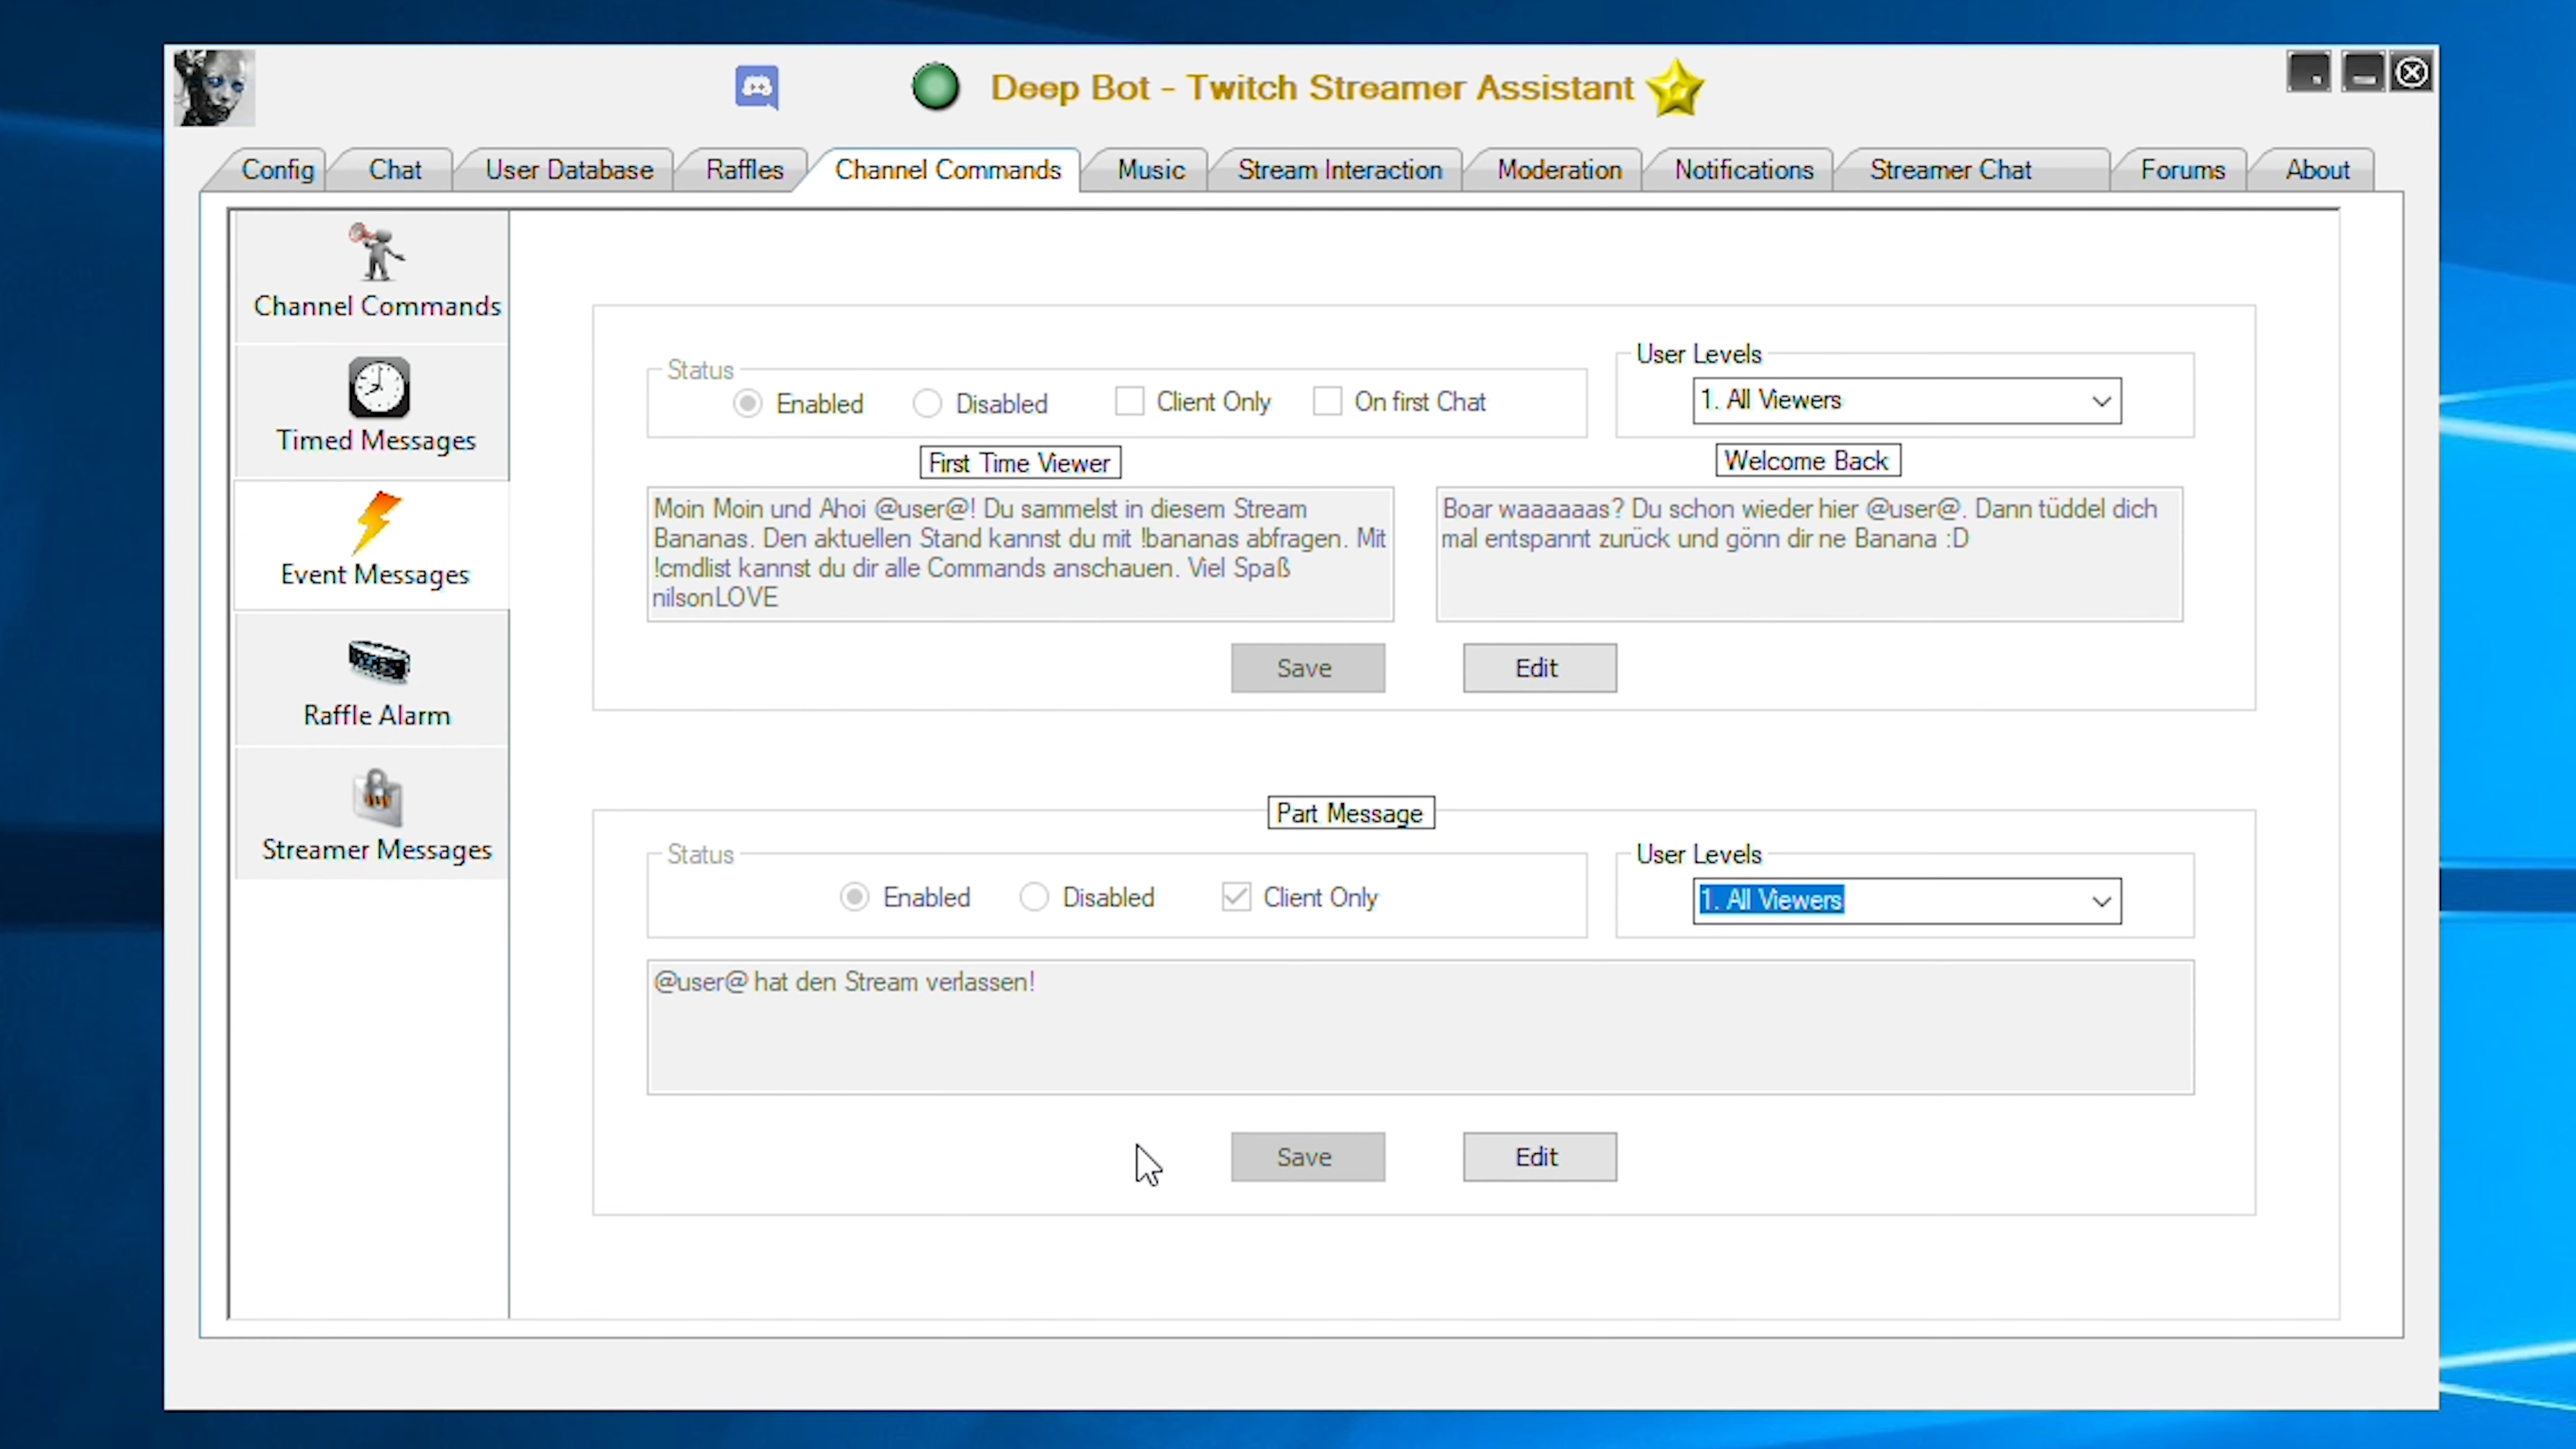 Deep Bot - Twitch Streamer Assistant
Config Chat User Database Raffles Channel Commands Music Stream Interaction Moderation Notifications Streamer Chat Forums About
Channel Commands
Timed Messages
Event Messages
Raffle Alarm
Streamer Messages
Status
Enabled Disabled Client Only On first Chat
User Levels
1. All Viewers
First Time Viewer
Moin Moin und Ahoi @user@! Du sammelst in diesem Stream
Bananas. Den aktuellen Stand kannst du mit !bananas abfragen. Mit
!cmdlist kannst du dir alle Commands anschauen. Viel Spaß
nilsonLOVE
Welcome Back
Boar waaaaaas? Du schon wieder hier @user@. Dann tüddel dich
mal entspannt zurück und gönn dir ne Banana :D
Save Edit
Part Message
Status
Enabled Disabled Client Only
User Levels
1. All Viewers
@user@ hat den Stream verlassen!
Save Edit